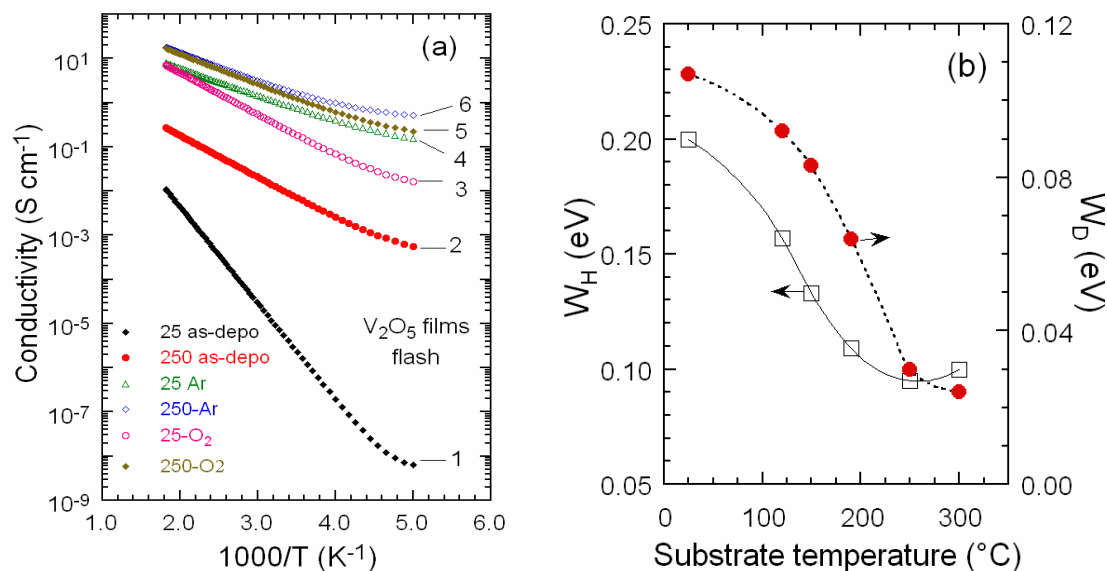 (a)
Conductivity (S cm⁻¹)
10¹
10⁻¹
10⁻³
10⁻⁵
10⁻⁷
10⁻⁹
6
5
4
3
2
1
V₂O₅ films
flash
25 as-depo
250 as-depo
25 Ar
250-Ar
25-O₂
250-O2
1.0 2.0 3.0 4.0 5.0 6.0
1000/T (K⁻¹)
(b)
W_H (eV)
0.25
0.20
0.15
0.10
0.05
W_D (eV)
0.12
0.08
0.04
0.00
0 100 200 300
Substrate temperature (°C)